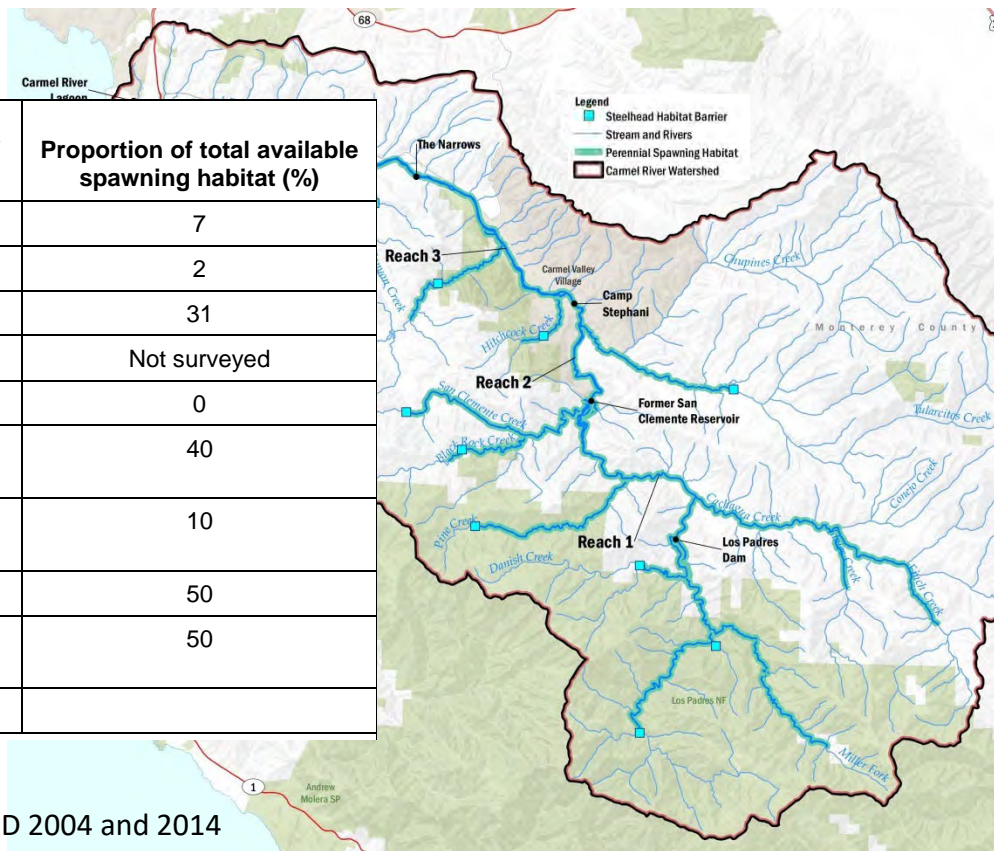 68
Carmel River
Lagoon
Proportion of total available
spawning habitat (%)
7
2
31
Not surveyed
0
40
10
50
50
Legend
Steelhead Habitat Barrier
Stream and Rivers
Perennial Spawning Habitat
Carmel River Watershed
The Narrows
Reach 3
Carmel Valley
Village
Chupines Creek
Camp
Stephani
Monterey County
Hitchcock Creek
Creek
Reach 2
San Clemente Creek
Former San
Clemente Reservoir
Tularcitos Creek
Black Rock Creek
Conejo Creek
Cachagua Creek
Pine Creek
Reach 1
Los Padres
Dam
Danish Creek
Creek
Finch Creek
Los Padres NF
Miller Fork
1
Andrew
Molera SP
D 2004 and 2014